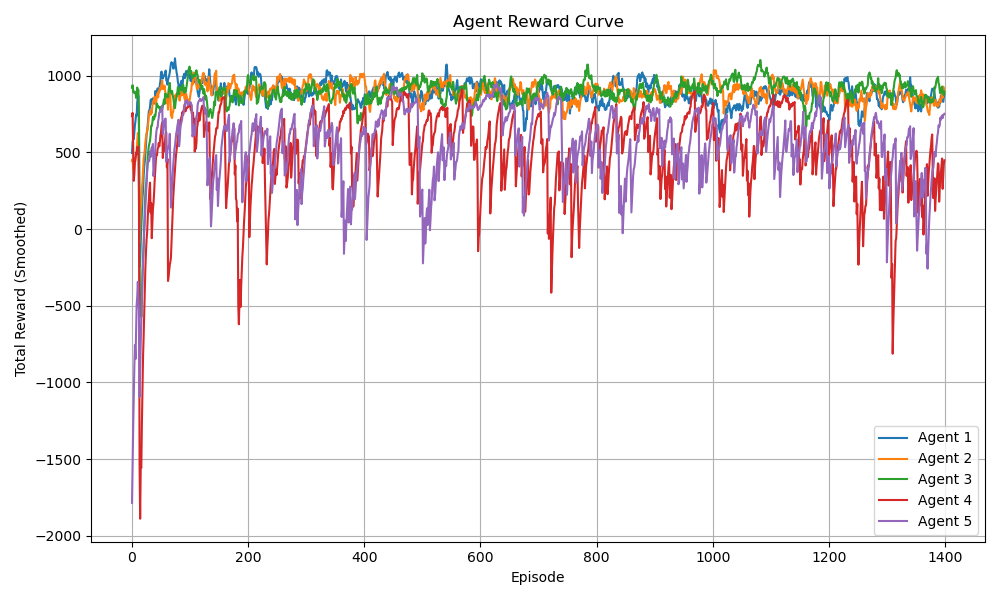 Agent Reward Curve
Total Reward (Smoothed)
1000
500
0
−500
−1000
−1500
−2000
0 200 400 600 800 1000 1200 1400
Episode
Agent 1
Agent 2
Agent 3
Agent 4
Agent 5